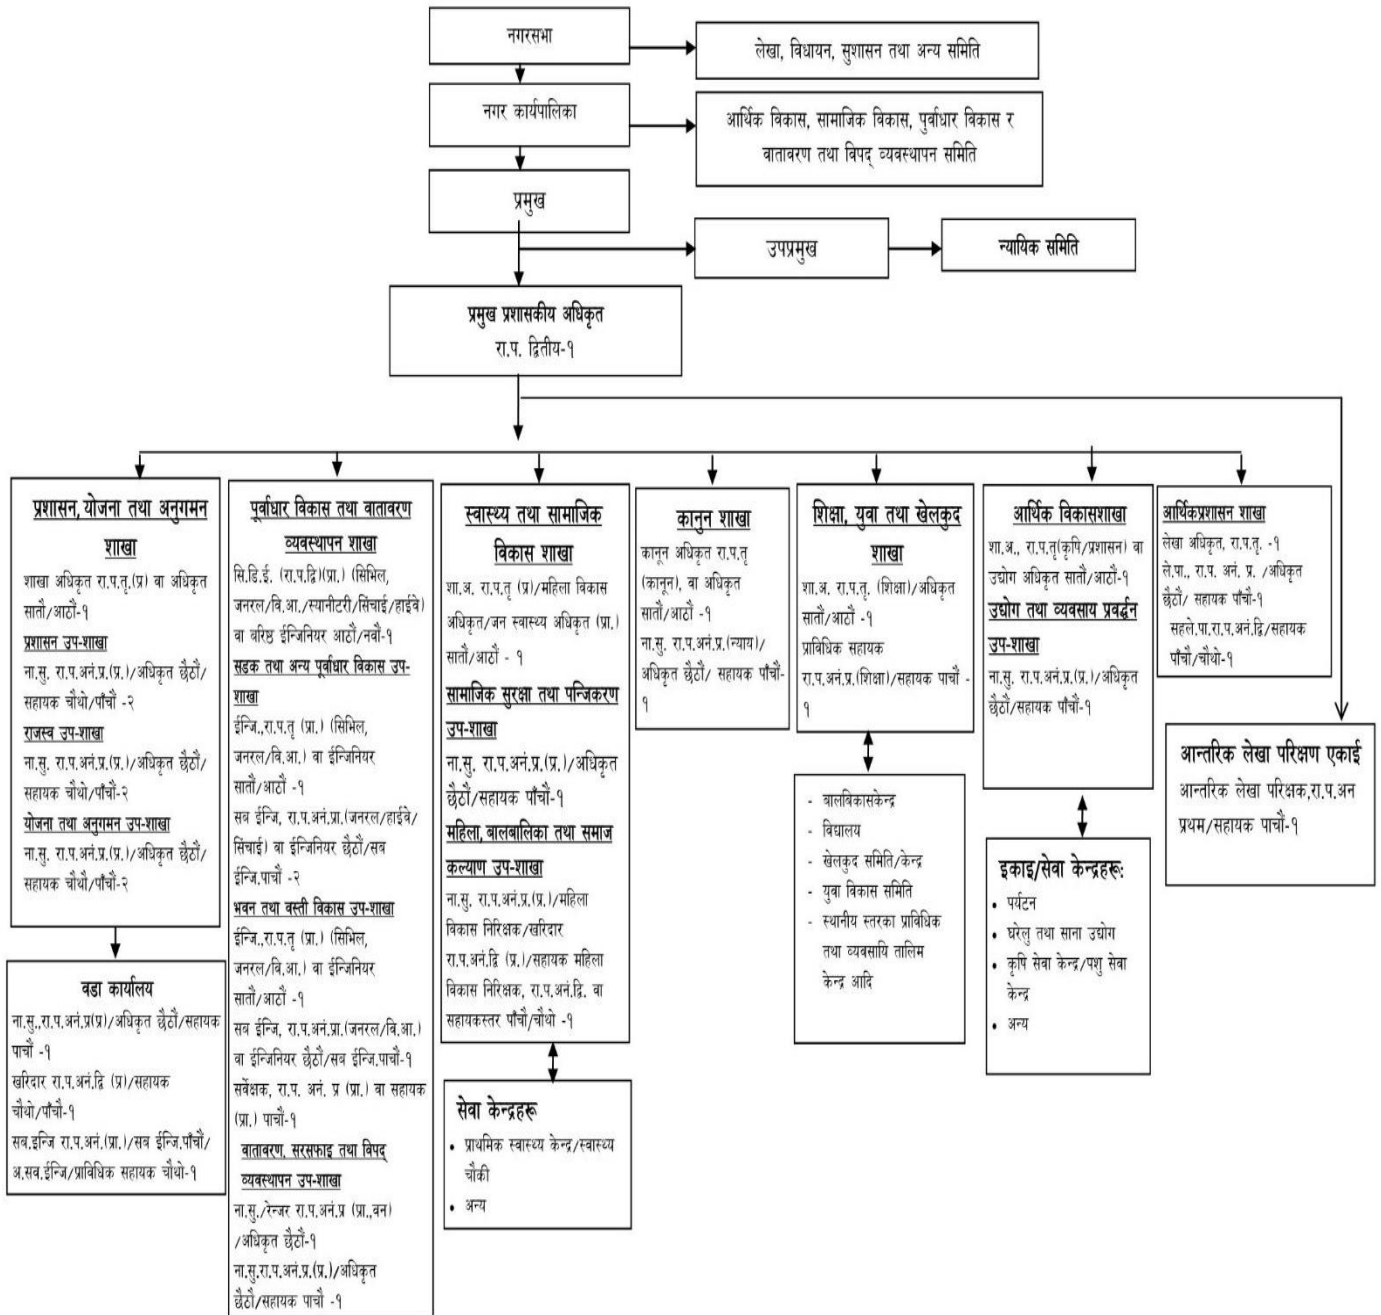 नगरसभा
लेखा, विधायन, सुशासन तथा अन्य समिति
नगर कार्यपालिका
आर्थिक विकास, सामाजिक विकास, पुर्वाधार विकास र
वातावरण तथा विपद् व्यवस्थापन समिति
प्रमुख
उपप्रमुख
न्यायिक समिति
प्रमुख प्रशासकीय अधिकृत
रा.प. द्वितीय-१
प्रशासन, योजना तथा अनुगमन
शाखा
शाखा अधिकृत रा.प.तृ.(प्र) वा अधिकृत
सातौं/आठौं-१
प्रशासन उप-शाखा
ना.सु. रा.प.अनं.प्र.(प्र.)/अधिकृत छैठौं/
सहायक चौथो/पाँचौं -२
राजस्व उप-शाखा
ना.सु. रा.प.अनं.प्र.(प्र.)/अधिकृत छैठौं/
सहायक चौथो/पाँचौं-२
योजना तथा अनुगमन उप-शाखा
ना.सु. रा.प.अनं.प्र.(प्र.)/अधिकृत छैठौं/
सहायक चौथौ/पाँचौं-२
वडा कार्यालय
ना.सु.,रा.प.अनं.प्र(प्र)/अधिकृत छैठौं/सहायक
पाचौं -१
खरिदार रा.प.अनं.द्वि (प्र)/सहायक
चौथो/पाँचौ-१
सब.इन्जि रा.प.अनं.(प्रा.)/सब ईन्जि.पाँचौं/
अ.सव.ईन्जि/प्राविधिक सहायक चौथो-१
पूर्वाधार विकास तथा वातावरण
व्यवस्थापन शाखा
सि.डि.ई. (रा.प.द्वि)(प्रा.) (सिभिल,
जनरल/वि.आ./स्यानीटरी/सिंचाई/हाईवे)
वा बरिष्ठ ईन्जिनियर आठौं/नवौं-१
सडक तथा अन्य पूर्वाधार विकास उप-
शाखा
ईन्जि.,रा.प.तृ (प्रा.) (सिभिल,
जनरल/बि.आ.) वा ईन्जिनियर
सातौं/आठौं -१
सब ईन्जि, रा.प.अनं.प्रा.(जनरल/हाईवे/
सिंचाई) वा ईन्जिनियर छैठौं/सब
ईन्जि.पाचौं -२
भवन तथा वस्ती विकास उप-शाखा
ईन्जि.,रा.प.तृ (प्रा.) (सिभिल,
जनरल/बि.आ.) वा ईन्जिनियर
सातौं/आठौं -१
सब ईन्जि, रा.प.अनं.प्रा.(जनरल/बि.आ.)
वा ईन्जिनियर छैठौं/सब ईन्जि.पाचौं-१
सर्वेक्षक, रा.प. अनं. प्र (प्रा.) वा सहायक
(प्रा.) पाचौं-१
वातावरण, सरसफाइ तथा विपद्
व्यवस्थापन उप-शाखा
ना.सु./रेन्जर रा.प.अनं.प्र (प्रा.,वन)
/अधिकृत छैठौं-१
ना.सु.रा.प.अनं.प्र.(प्र.)/अधिकृत
छैठौं/सहायक पाचौं -१
स्वास्थ्य तथा सामाजिक
विकास शाखा
शा.अ. रा.प.तृ (प्र)/महिला विकास
अधिकृत/जन स्वास्थ्य अधिकृत (प्रा.)
सातौं/आठौं - १
सामाजिक सुरक्षा तथा पन्जिकरण
उप-शाखा
ना.सु. रा.प.अनं.प्र.(प्र.)/अधिकृत
छैठौं/सहायक पाँचौं-१
महिला, बालबालिका तथा समाज
कल्याण उप-शाखा
ना.सु. रा.प.अनं.प्र.(प्र.)/महिला
विकास निरिक्षक/खरिदार
रा.प.अनं.द्वि (प्र.)/सहायक महिला
विकास निरिक्षक, रा.प.अनं.द्वि. वा
सहायकस्तर पाँचौ/चौथो -१
सेवा केन्द्रहरू
• प्राथमिक स्वास्थ्य केन्द्र/स्वास्थ्य
चौकी
• अन्य
कानुन शाखा
कानून अधिकृत रा.प.तृ
(कानून), वा अधिकृत
सातौं/आठौं -१
ना.सु. रा.प.अनं.प्र.(न्याय)/
अधिकृत छैठौं/ सहायक पाँचौं-
१
शिक्षा, युवा तथा खेलकुद
शाखा
शा.अ. रा.प.तृ. (शिक्षा)/अधिकृत
सातौं/आठौं -१
प्राविधिक सहायक
रा.प.अनं.प्र.(शिक्षा)/सहायक पाचौं -
१
- बालबिकासकेन्द्र
- विद्यालय
- खेलकुद समिति/केन्द्र
- युवा विकास समिति
- स्थानीय स्तरका प्राविधिक
तथा व्यवसायि तालिम
केन्द्र आदि
आर्थिक विकासशाखा
शा.अ., रा.प.तृ(कृषि/प्रशासन) वा
उद्योग अधिकृत सातौं/आठौं-१
उद्योग तथा व्यवसाय प्रवर्द्धन
उप-शाखा
ना.सु. रा.प.अनं.प्र.(प्र.)/अधिकृत
छैठौं/सहायक पाँचौं-१
इकाइ/सेवा केन्द्रहरू:
• पर्यटन
• घरेलु तथा साना उद्योग
• कृषि सेवा केन्द्र/पशु सेवा
केन्द्र
• अन्य
आर्थिकप्रशासन शाखा
लेखा अधिकृत, रा.प.तृ. -१
ले.पा., रा.प. अनं. प्र. /अधिकृत
छैठौं/ सहायक पाँचौ-१
सहले.पा.रा.प.अनं.द्वि/सहायक
पाँचौ/चौथो-१
आन्तरिक लेखा परिक्षण एकाई
आन्तरिक लेखा परिक्षक,रा.प.अन
प्रथम/सहायक पाचौं-१